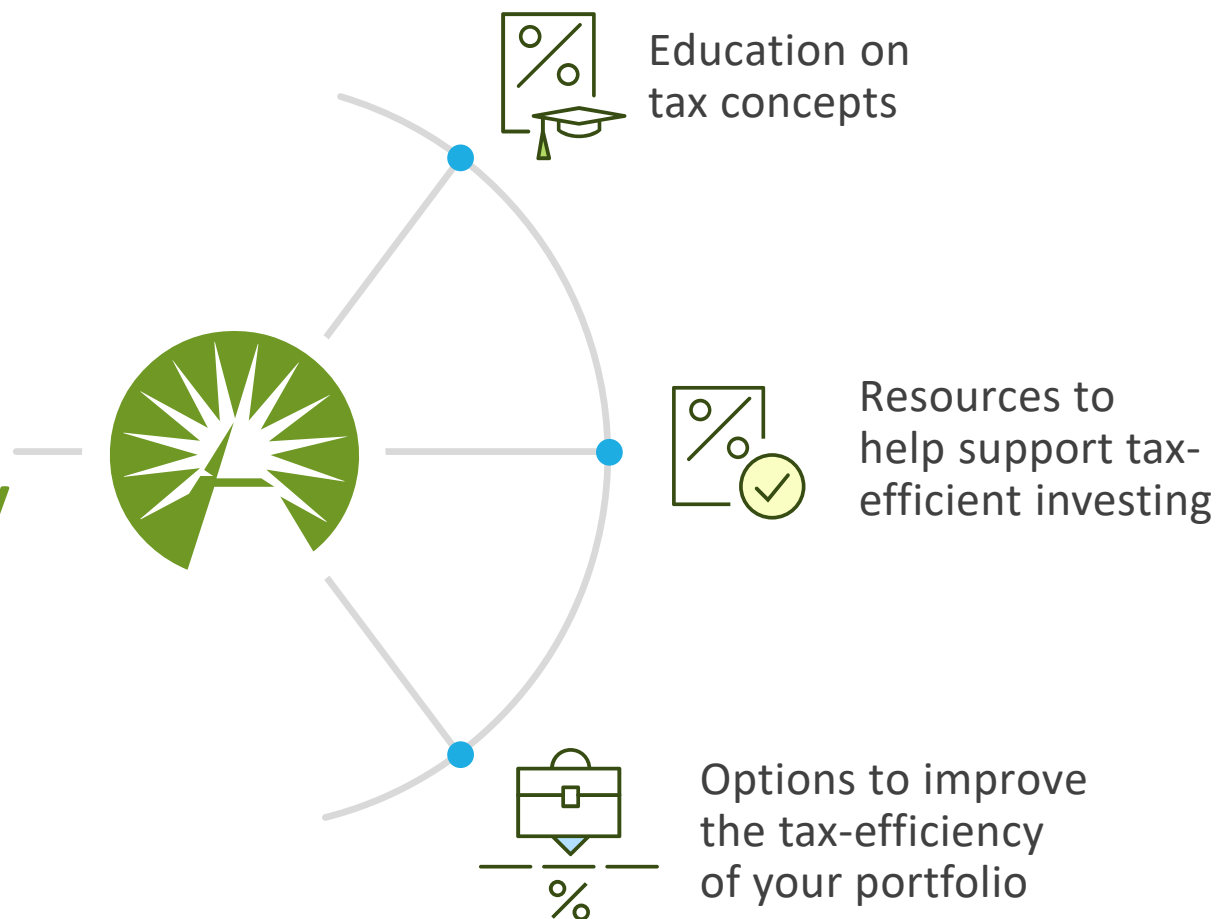 Education on
tax concepts
Resources to
help support tax-
efficient investing
Options to improve
the tax-efficiency
of your portfolio